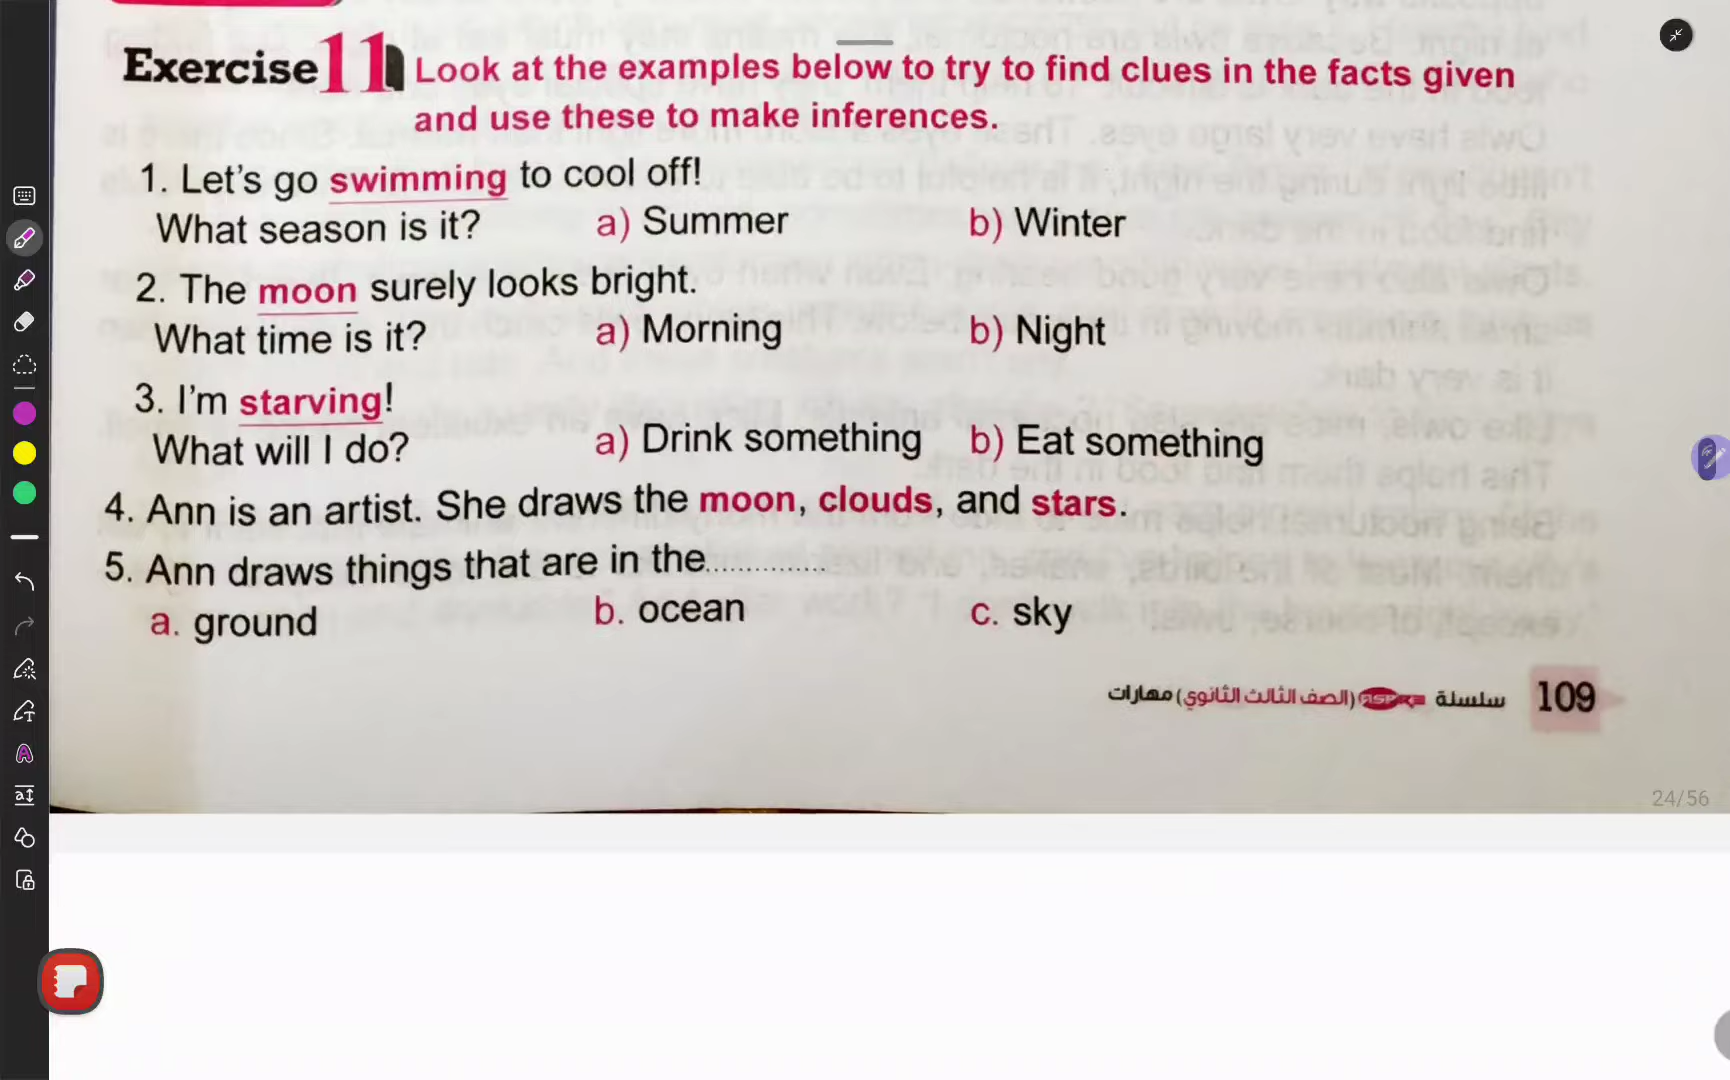 Exercise 11 Look at the examples below to try to find clues in the facts given
and use these to make inferences.
1. Let's go swimming to cool off!
What season is it? a) Summer b) Winter
2. The moon surely looks bright.
What time is it? a) Morning b) Night
3. I'm starving!
What will I do? a) Drink something b) Eat something
4. Ann is an artist. She draws the moon, clouds, and stars.
5. Ann draws things that are in the..............
a. ground b. ocean c. sky
109 سلسلة (الصف الثالث الثانوي) مهارات
24/56